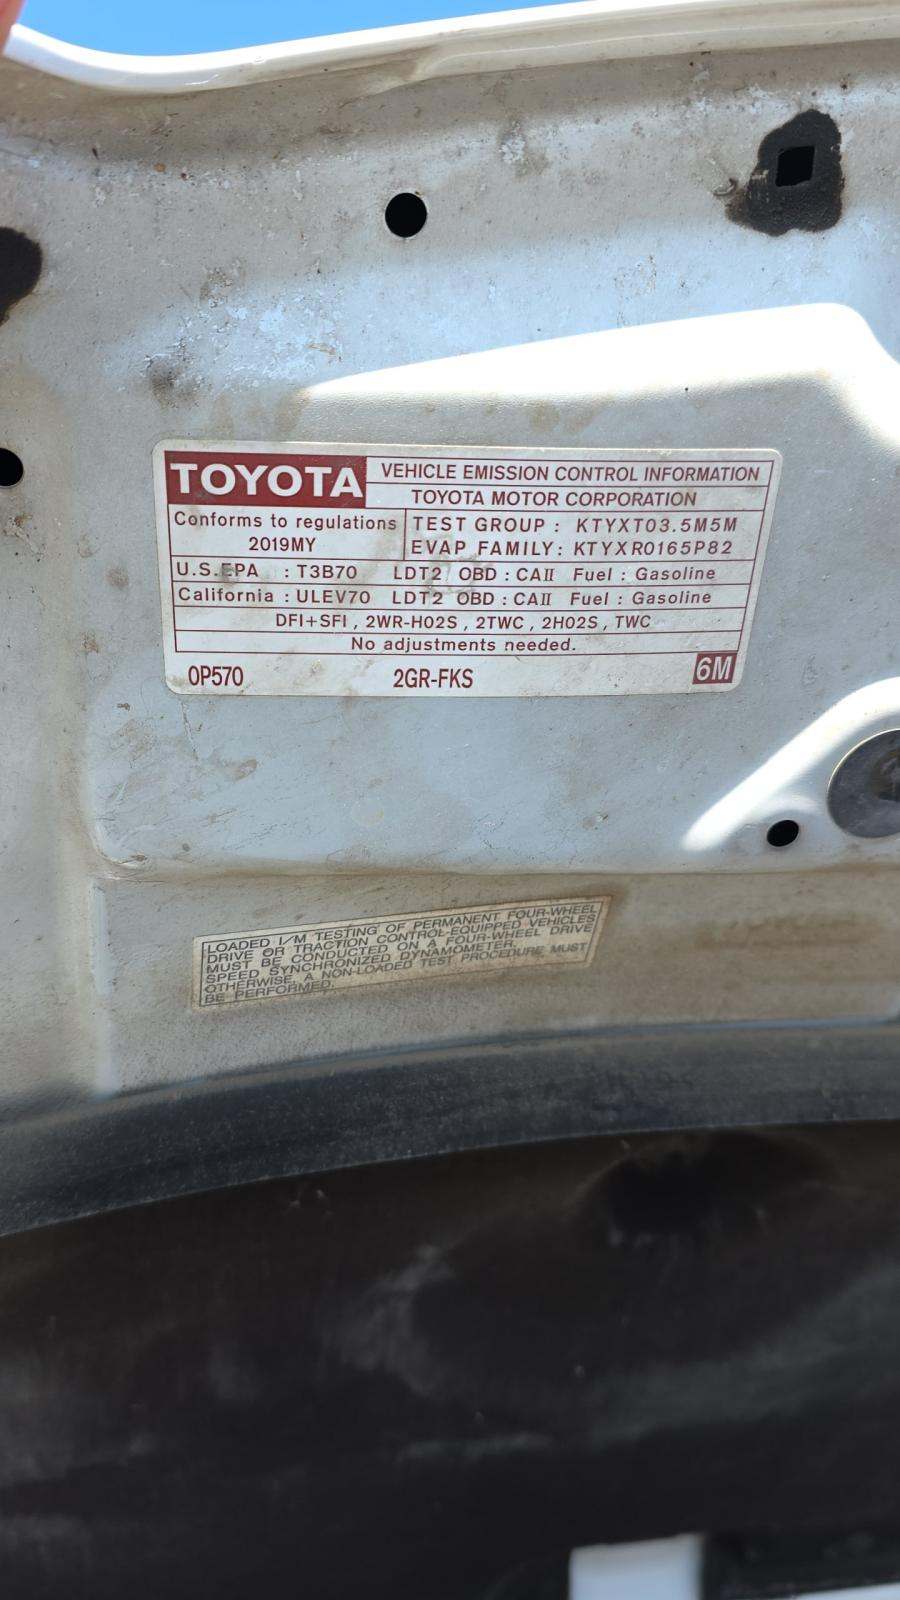 TOYOTA
VEHICLE EMISSION CONTROL INFORMATION
TOYOTA MOTOR CORPORATION
Conforms to regulations
2019MY
TEST GROUP : KTYXT03.5M5M
EVAP FAMILY : KTYXR0165P82
U.S.EPA : T3B70 LDT2 OBD : CAII Fuel : Gasoline
California : ULEV70 LDT2 OBD : CAII Fuel : Gasoline
DFI+SFI , 2WR-HO2S , 2TWC , 2HO2S , TWC
No adjustments needed.
0P570 2GR-FKS 6M
LOADED I/M TESTING OF PERMANENT FOUR-WHEEL
DRIVE OR TRACTION CONTROL-EQUIPPED VEHICLES
MUST BE CONDUCTED ON A FOUR-WHEEL DRIVE
SPEED SYNCHRONIZED DYNAMOMETER.
OTHERWISE, A NON-LOADED TEST PROCEDURE MUST
BE PERFORMED.